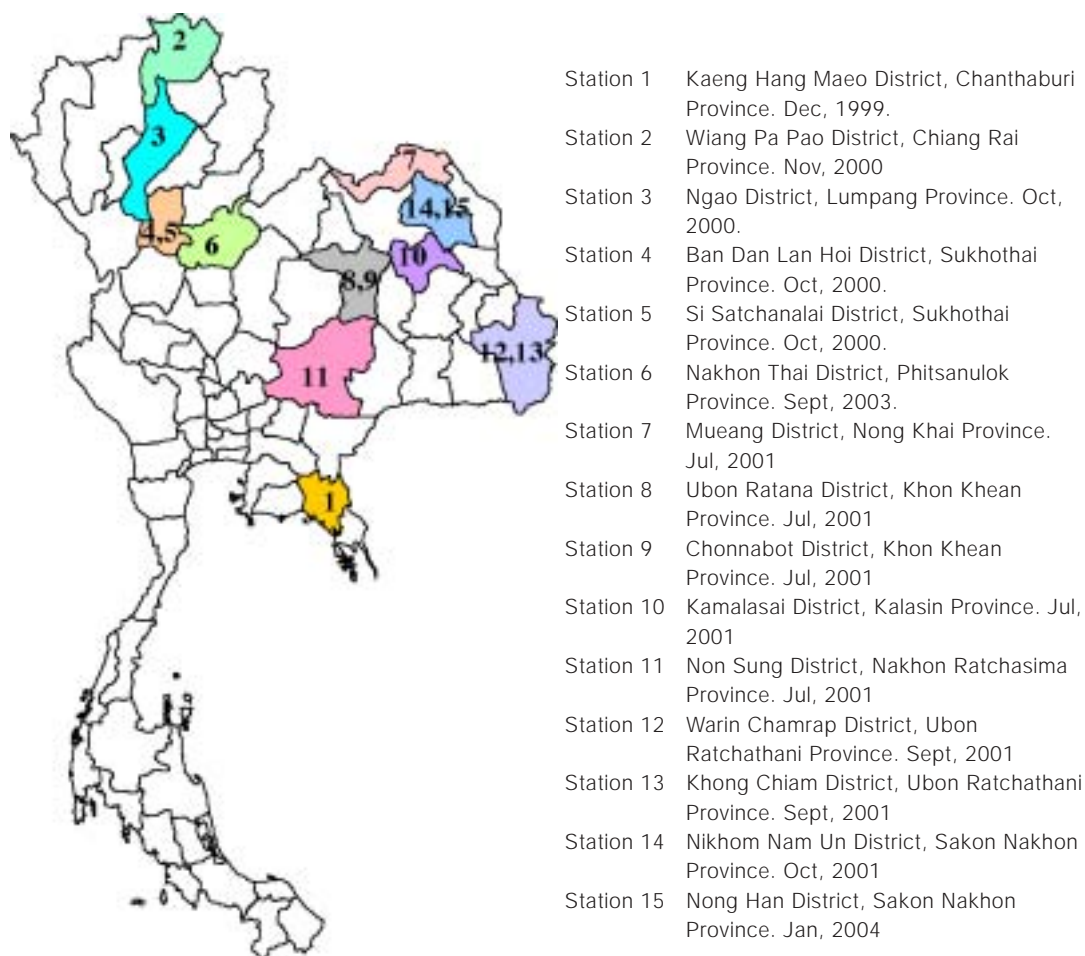 2
3
7
14,15
4,5
6
10
8,9
12,13
11
1
Station 1 Kaeng Hang Maeo District, Chanthaburi
Province. Dec, 1999.
Station 2 Wiang Pa Pao District, Chiang Rai
Province. Nov, 2000
Station 3 Ngao District, Lumpang Province. Oct,
2000.
Station 4 Ban Dan Lan Hoi District, Sukhothai
Province. Oct, 2000.
Station 5 Si Satchanalai District, Sukhothai
Province. Oct, 2000.
Station 6 Nakhon Thai District, Phitsanulok
Province. Sept, 2003.
Station 7 Mueang District, Nong Khai Province.
Jul, 2001
Station 8 Ubon Ratana District, Khon Khean
Province. Jul, 2001
Station 9 Chonnabot District, Khon Khean
Province. Jul, 2001
Station 10 Kamalasai District, Kalasin Province. Jul,
2001
Station 11 Non Sung District, Nakhon Ratchasima
Province. Jul, 2001
Station 12 Warin Chamrap District, Ubon
Ratchathani Province. Sept, 2001
Station 13 Khong Chiam District, Ubon Ratchathani
Province. Sept, 2001
Station 14 Nikhom Nam Un District, Sakon Nakhon
Province. Oct, 2001
Station 15 Nong Han District, Sakon Nakhon
Province. Jan, 2004